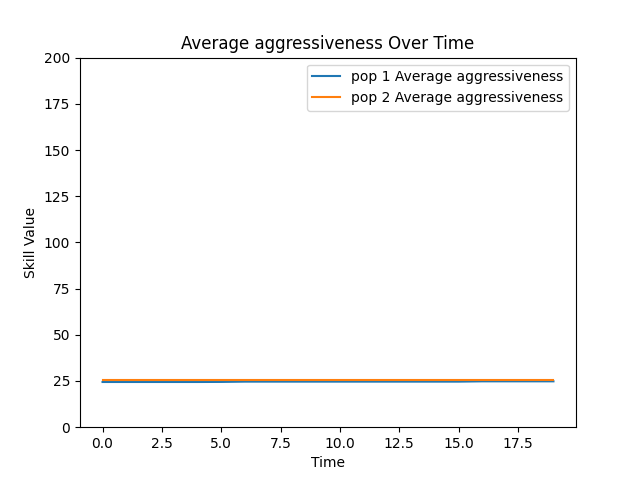 Average aggressiveness Over Time
pop 1 Average aggressiveness
pop 2 Average aggressiveness
Skill Value
200
175
150
125
100
75
50
25
0
0.0 2.5 5.0 7.5 10.0 12.5 15.0 17.5
Time